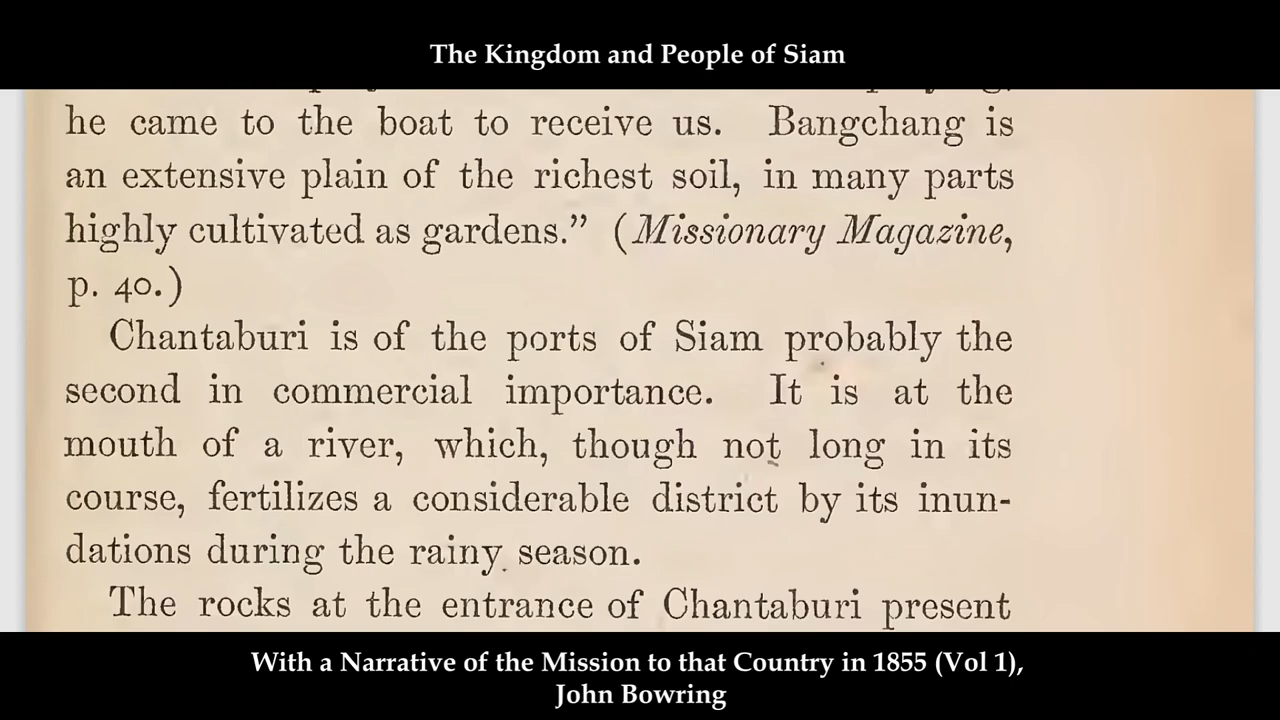 The Kingdom and People of Siam
he came to the boat to receive us. Bangchang is
an extensive plain of the richest soil, in many parts
highly cultivated as gardens.” (Missionary Magazine,
p. 40.)
Chantaburi is of the ports of Siam probably the
second in commercial importance. It is at the
mouth of a river, which, though not long in its
course, fertilizes a considerable district by its inun-
dations during the rainy season.
The rocks at the entrance of Chantaburi present
With a Narrative of the Mission to that Country in 1855 (Vol 1),
John Bowring